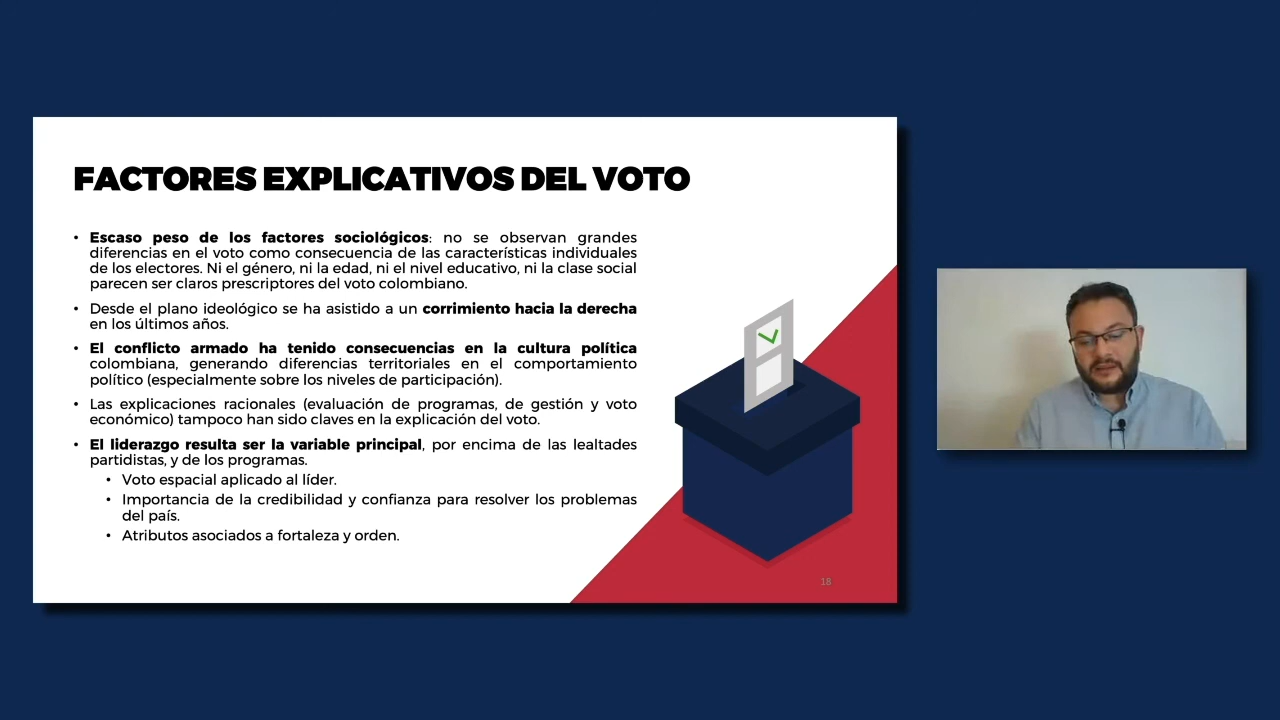 FACTORES EXPLICATIVOS DEL VOTO
• Escaso peso de los factores sociológicos: no se observan grandes
diferencias en el voto como consecuencia de las características individuales
de los electores. Ni el género, ni la edad, ni el nivel educativo, ni la clase social
parecen ser claros prescriptores del voto colombiano.
• Desde el plano ideológico se ha asistido a un corrimiento hacia la derecha
en los últimos años.
• El conflicto armado ha tenido consecuencias en la cultura política
colombiana, generando diferencias territoriales en el comportamiento
político (especialmente sobre los niveles de participación).
• Las explicaciones racionales (evaluación de programas, de gestión y voto
económico) tampoco han sido claves en la explicación del voto.
• El liderazgo resulta ser la variable principal, por encima de las lealtades
partidistas, y de los programas.
• Voto espacial aplicado al líder.
• Importancia de la credibilidad y confianza para resolver los problemas
del país.
• Atributos asociados a fortaleza y orden.
18